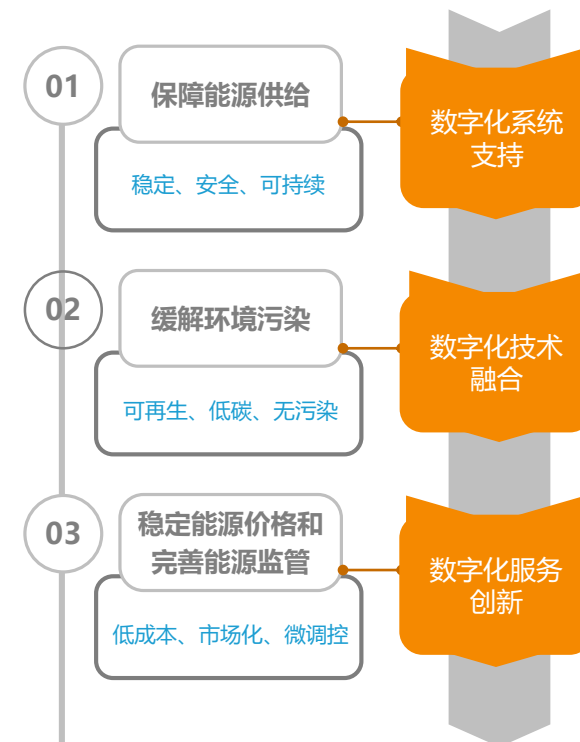 01
保障能源供给
稳定、安全、可持续
数字化系统
支持
02
缓解环境污染
可再生、低碳、无污染
数字化技术
融合
03
稳定能源价格和
完善能源监管
低成本、市场化、微调控
数字化服务
创新